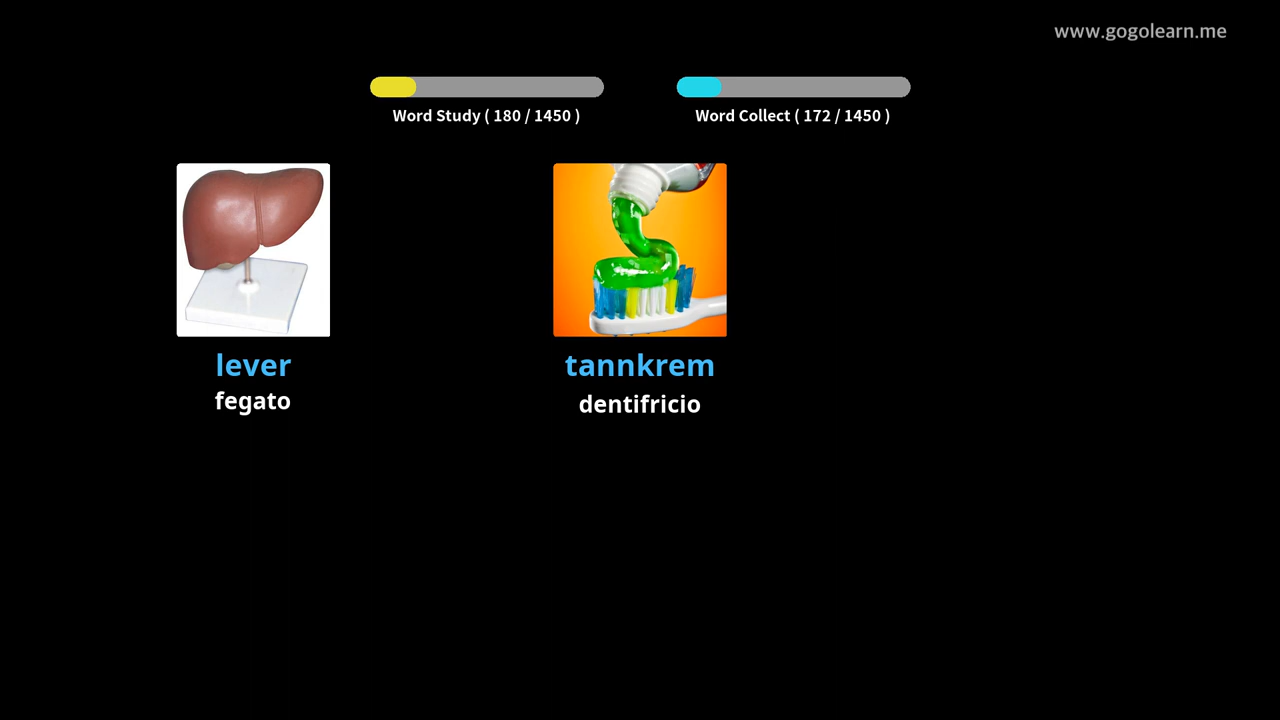 www.gogolearn.me
Word Study ( 180 / 1450 )
Word Collect ( 172 / 1450 )
lever
fegato
tannkrem
dentifricio